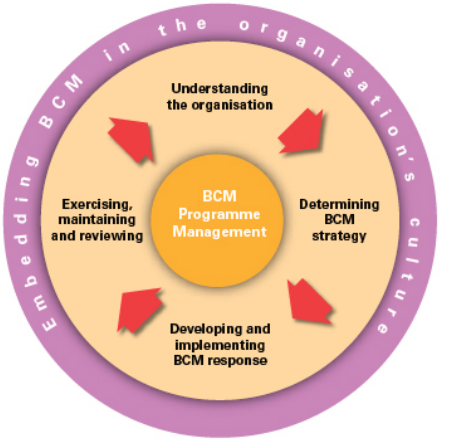 Embedding BCM in the organisation's culture
Understanding
the organisation
Exercising,
maintaining
and reviewing
BCM
Programme
Management
Determining
BCM
strategy
Developing and
implementing
BCM response